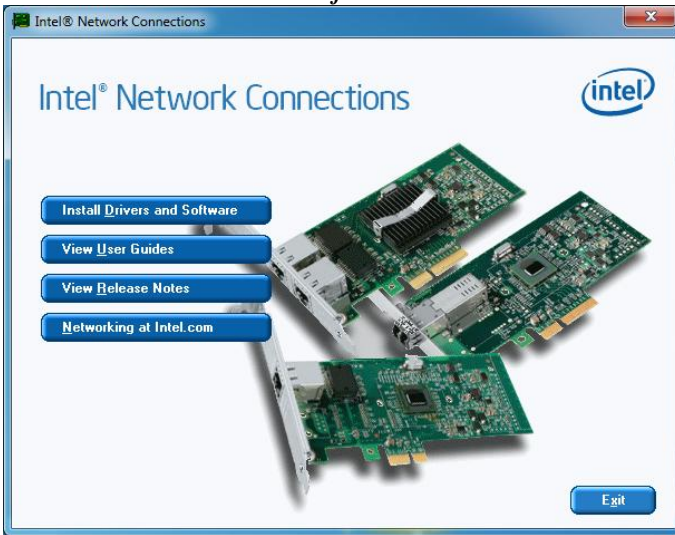 Intel® Network Connections
Intel® Network Connections
intel
Install Drivers and Software
View User Guides
View Release Notes
Networking at Intel.com
Exit